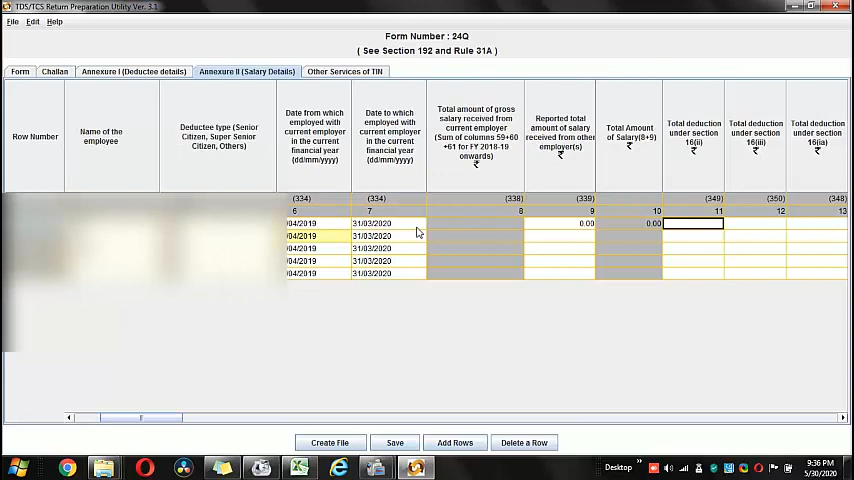 TDS/TCS Return Preparation Utility Ver. 3.1
File Edit Help
Form Number : 24Q
( See Section 192 and Rule 31A )
Form Challan Annexure I (Deductee details) Annexure II (Salary Details) Other Services of TIN
Row Number
Name of the
employee
Deductee type (Senior
Citizen, Super Senior
Citizen, Others)
Date from which
employed with
current employer
in the current
financial year
(dd/mm/yyyy)
Date to which
employed with
current employer
in the current
financial year
(dd/mm/yyyy)
Total amount of gross
salary received from
current employer
(Sum of columns 59+60
+61 for FY 2018-19
onwards)
₹
Reported total
amount of salary
received from other
employer(s)
₹
Total Amount
of Salary(8+9)
₹
Total deduction
under section
16(ii)
₹
Total deduction
under section
16(iii)
₹
Total deduction
under section
16(ia)
₹
(334) (334) (338) (339) (349) (350) (348)
6 7 8 9 10 11 12 13
/04/2019 31/03/2020 0.00 0.00
/04/2019 31/03/2020
/04/2019 31/03/2020
/04/2019 31/03/2020
/04/2019 31/03/2020
Create File Save Add Rows Delete a Row
Desktop
9:36 PM
5/30/2020